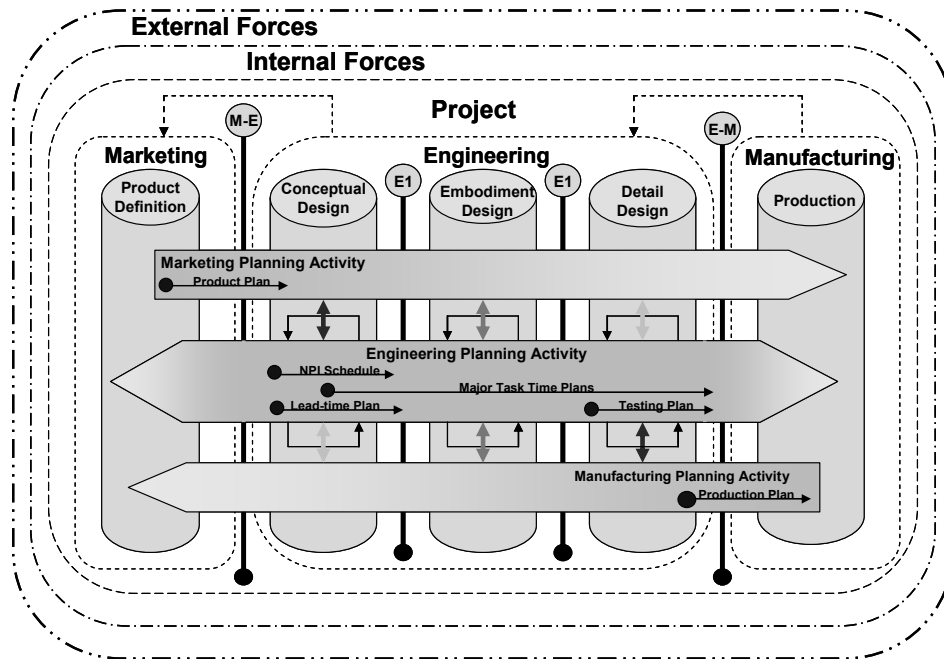 External Forces
Internal Forces
Project
M-E
E-M
Marketing
Engineering
Manufacturing
Product
Definition
Conceptual
Design
E1
Embodiment
Design
E1
Detail
Design
Production
Marketing Planning Activity
Product Plan
Engineering Planning Activity
NPI Schedule
Major Task Time Plans
Lead-time Plan
Testing Plan
Manufacturing Planning Activity
Production Plan